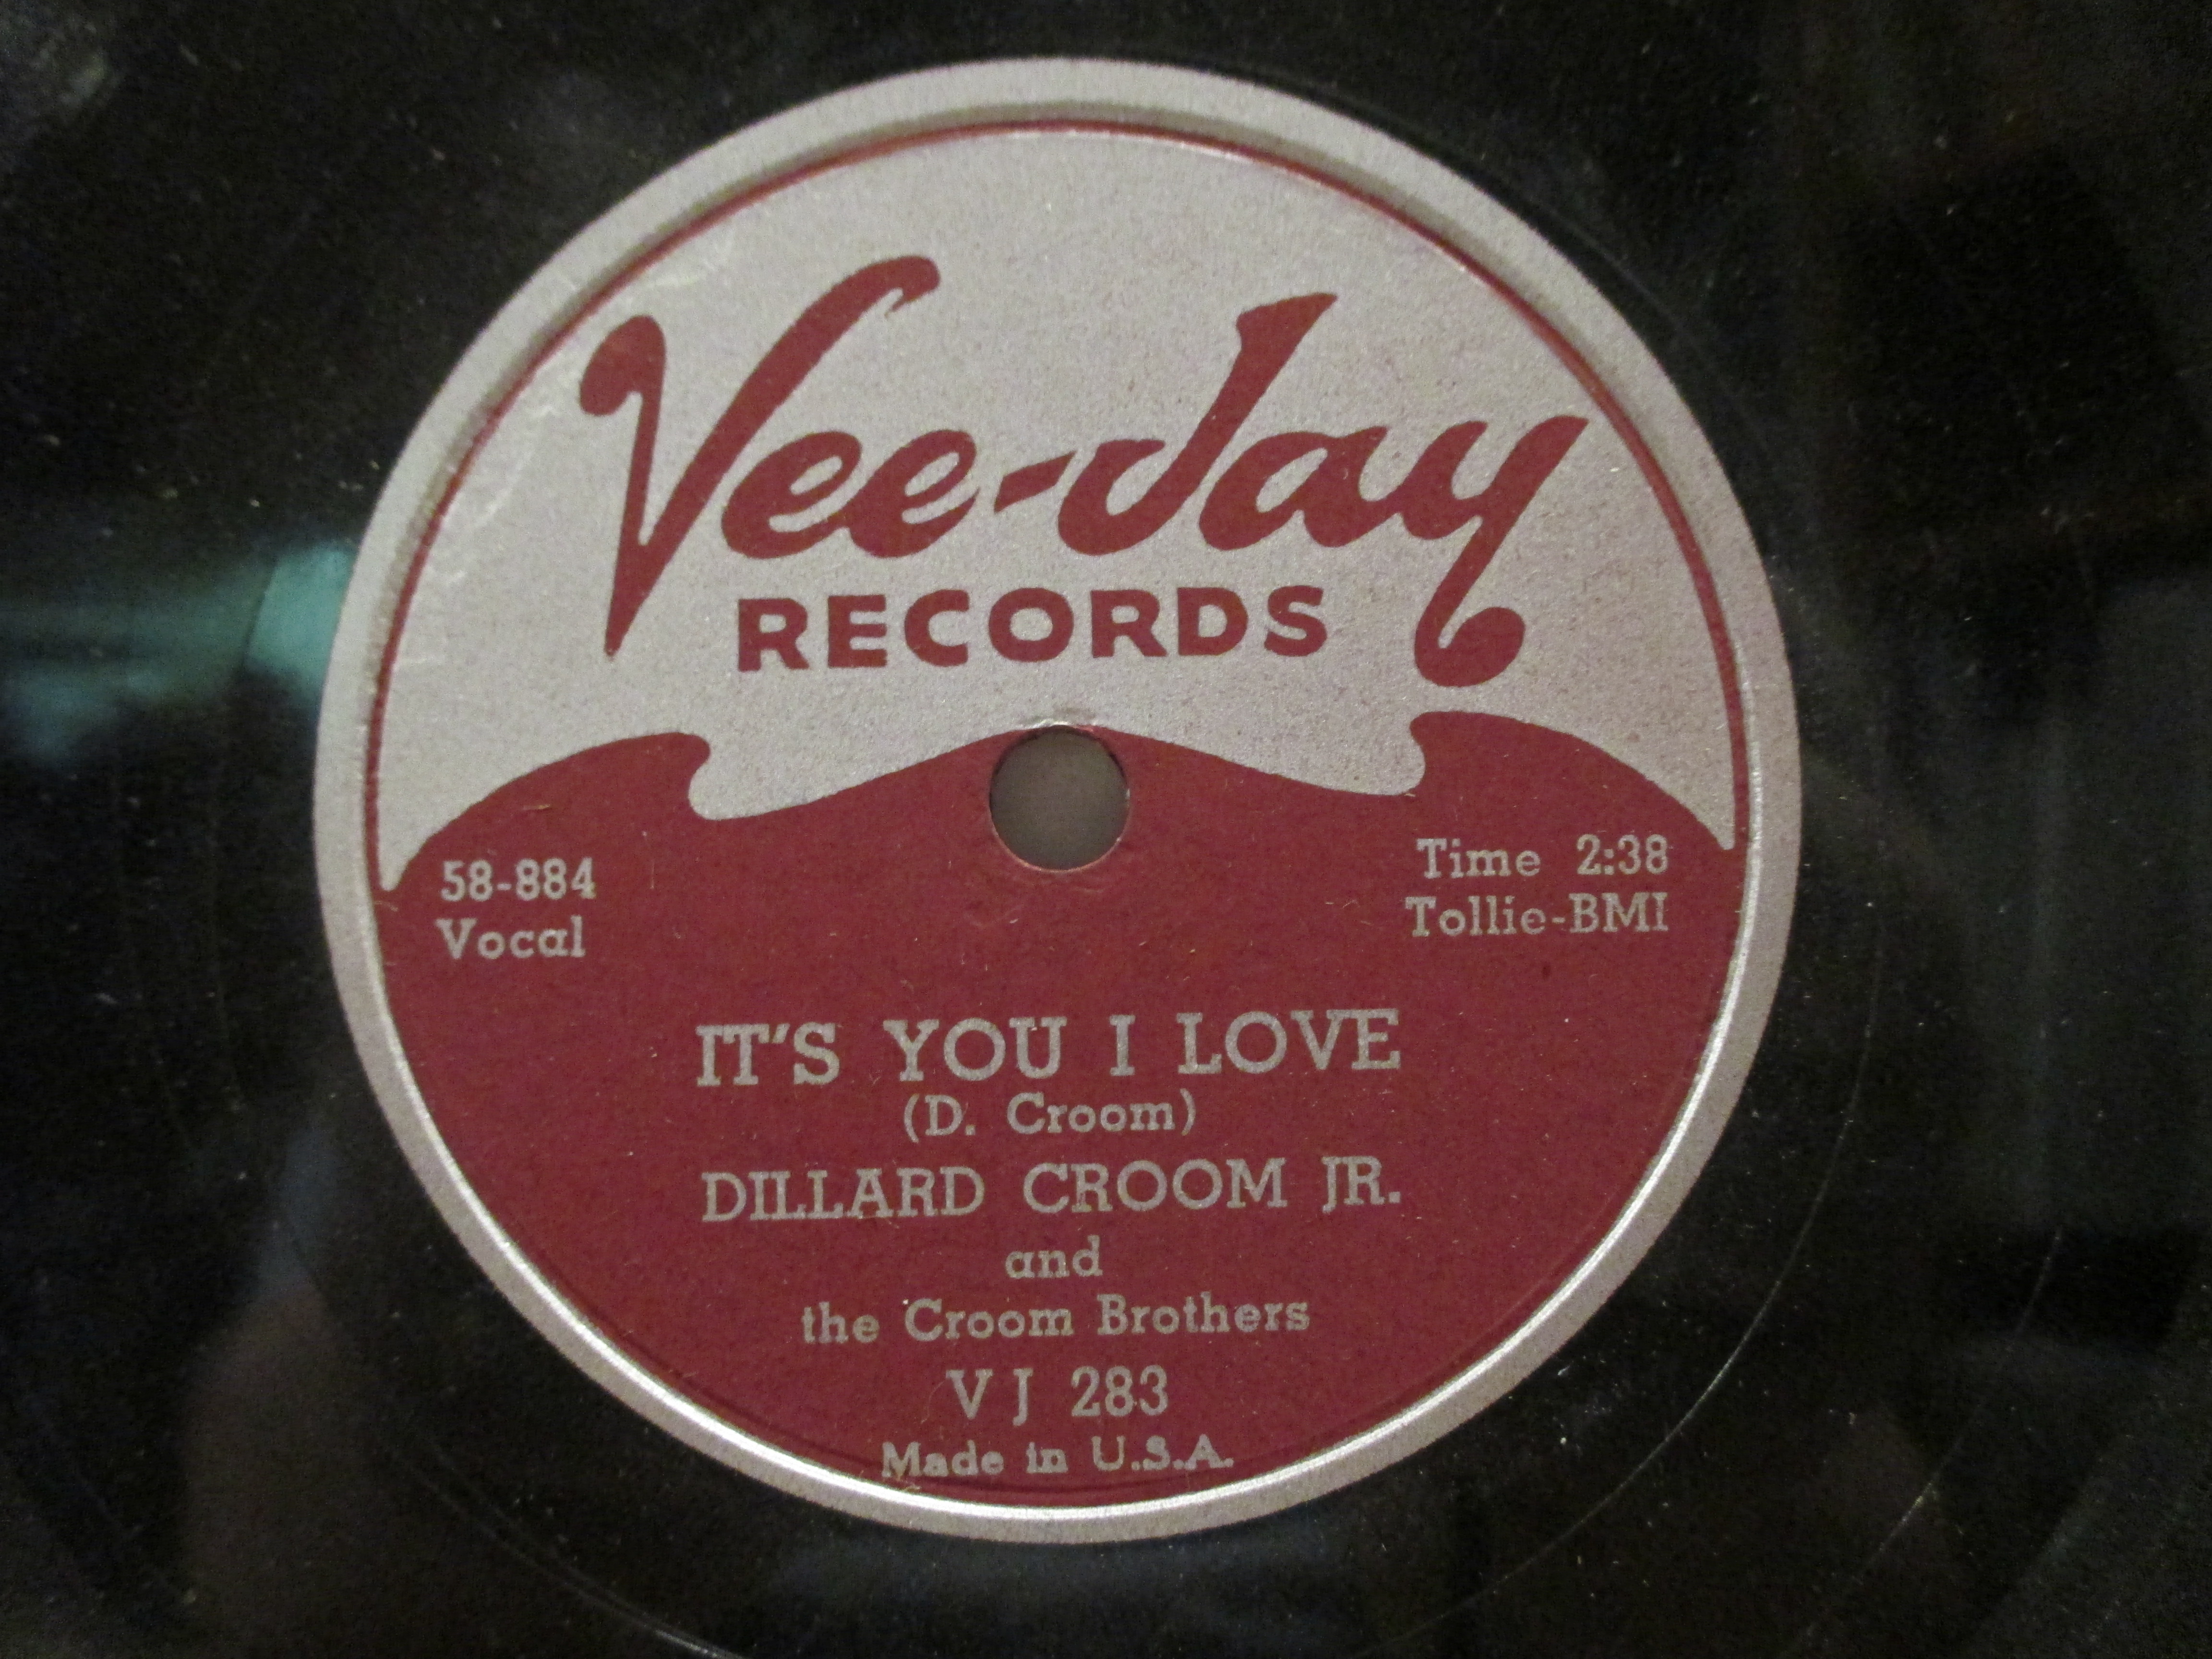 Vee-Jay
RECORDS
58-884
Vocal
Time 2:38
Tollie-BMI
IT'S YOU I LOVE
(D. Croom)
DILLARD CROOM JR.
and
the Croom Brothers
VJ 283
Made in U.S.A.